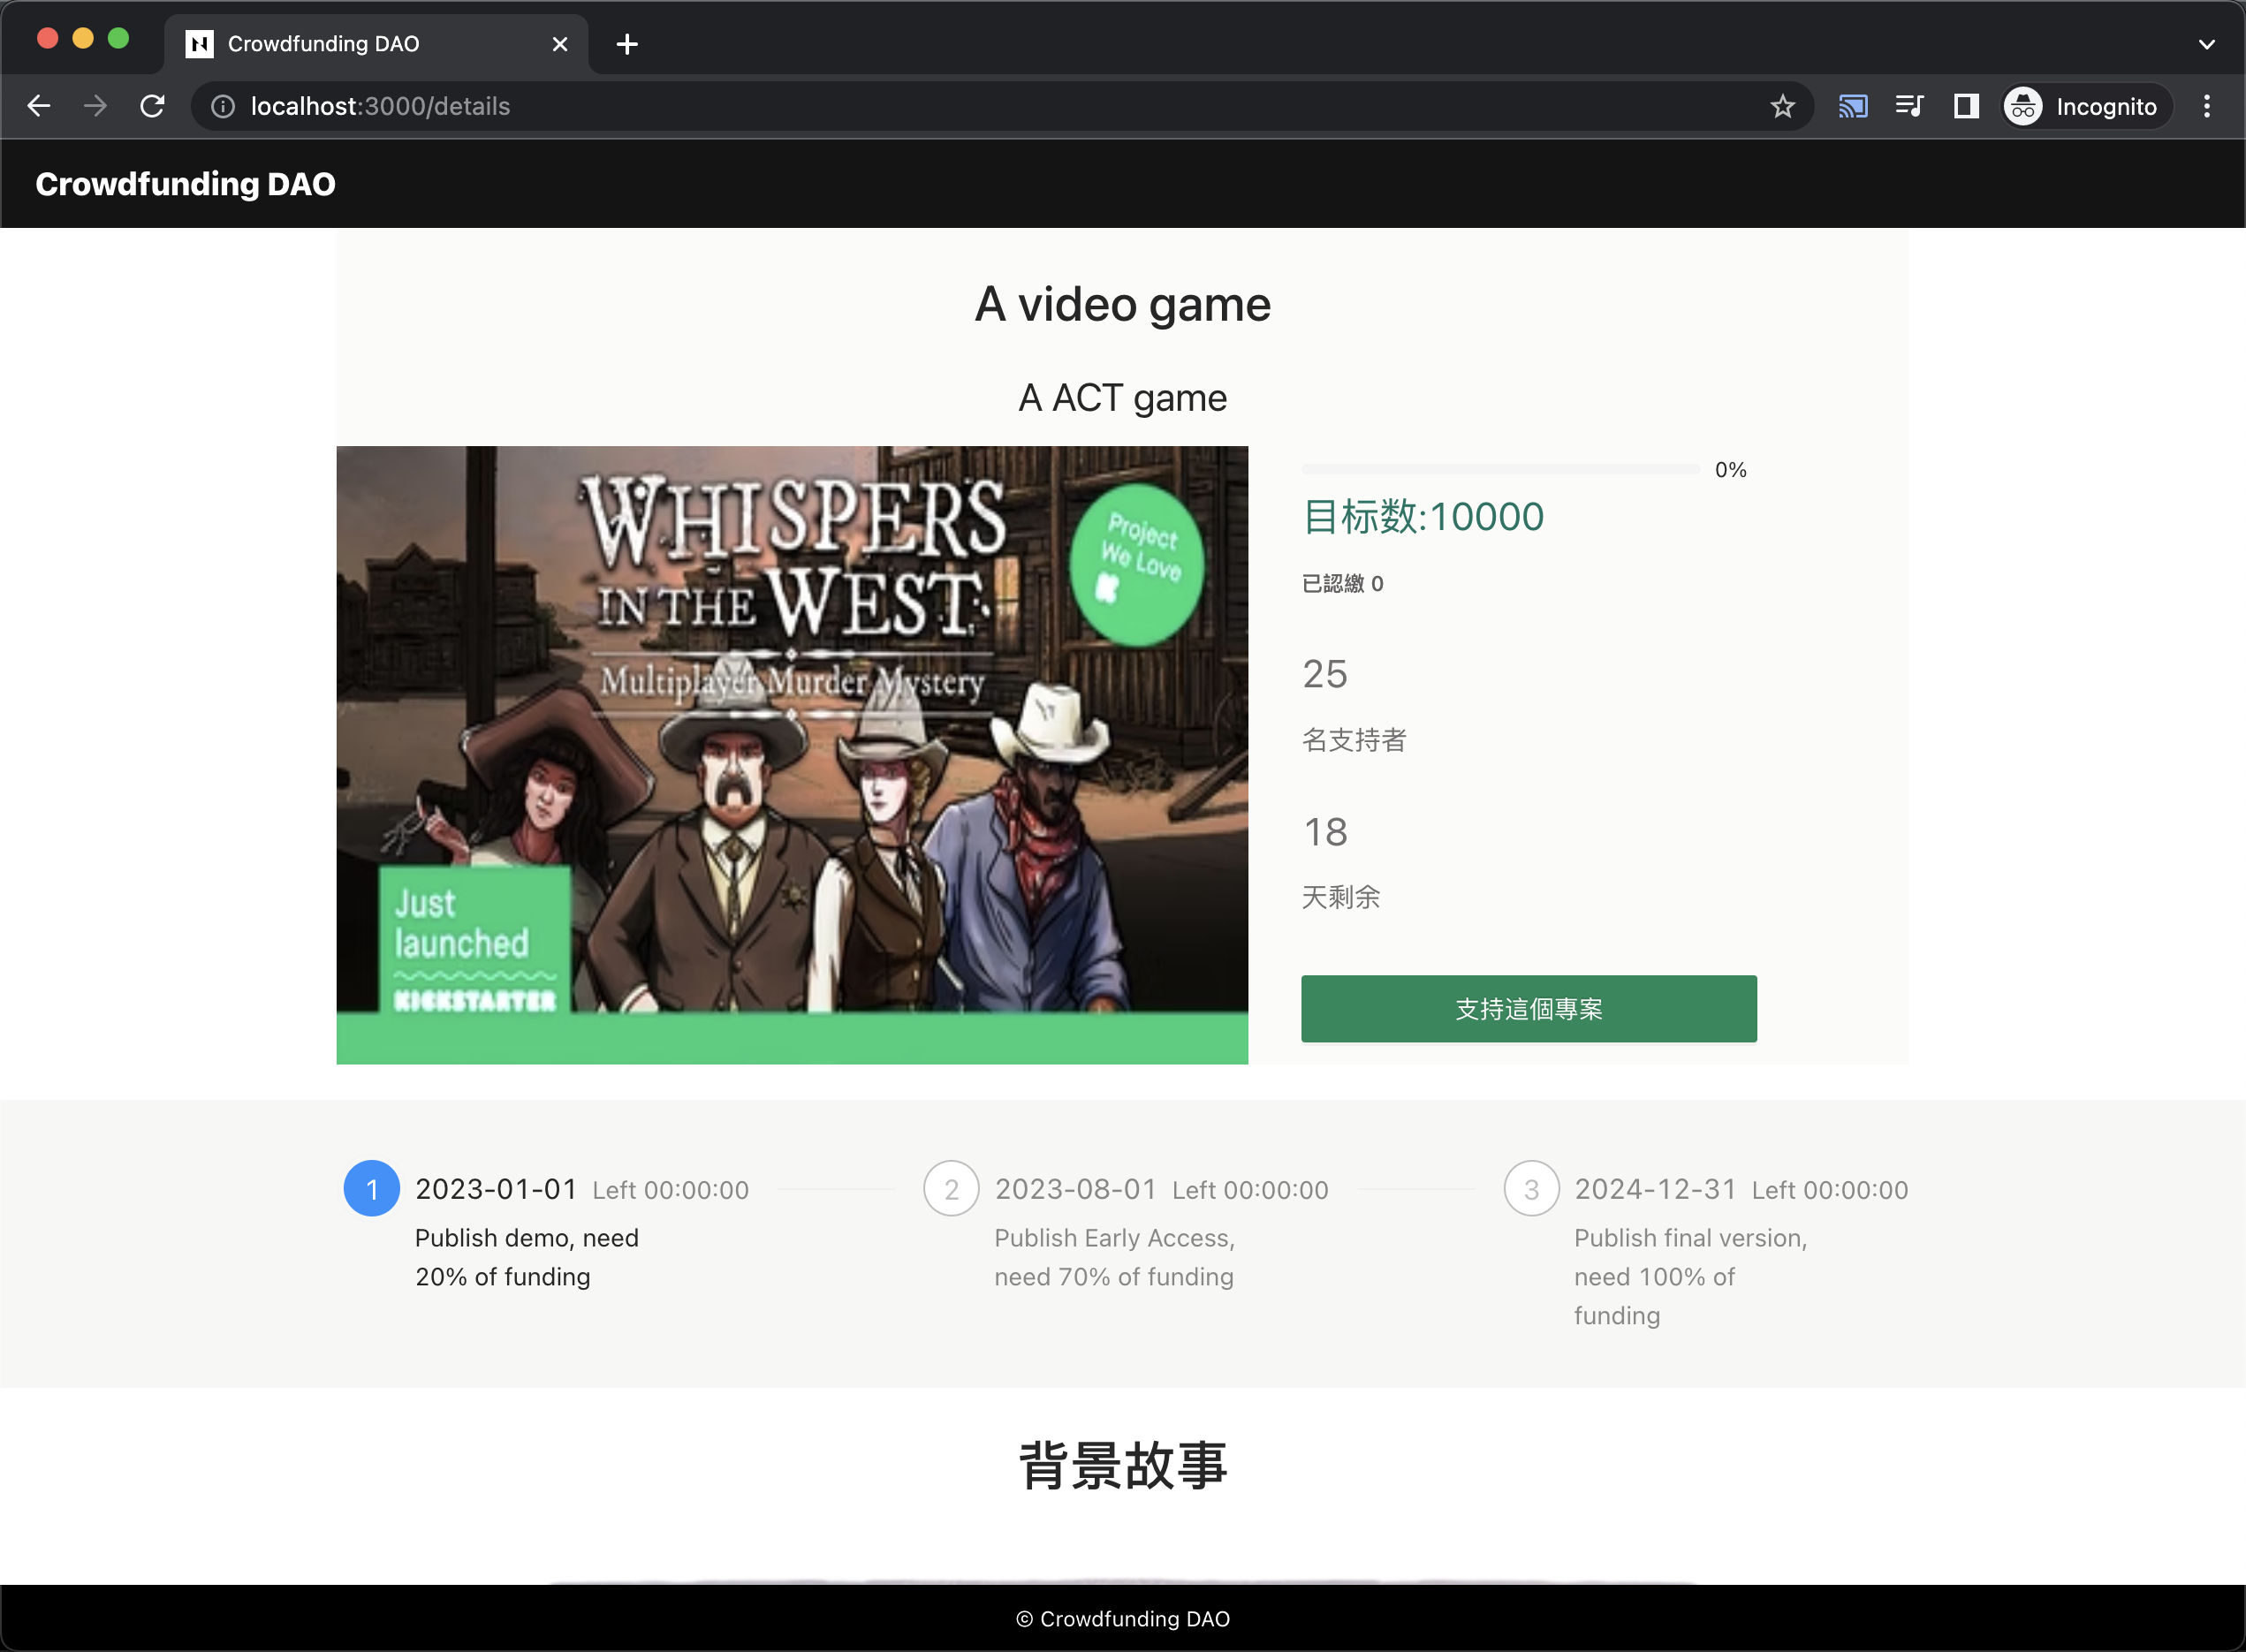 Crowdfunding DAO
localhost:3000/details
Incognito
Crowdfunding DAO
A video game
A ACT game
WHISPERS
IN THE WEST
Multiplayer Murder Mystery
Project
We Love
Just
launched
KICKSTARTER
0%
目标数:10000
已認繳 0
25
名支持者
18
天剩余
支持這個專案
1 2023-01-01 Left 00:00:00
Publish demo, need
20% of funding
2 2023-08-01 Left 00:00:00
Publish Early Access,
need 70% of funding
3 2024-12-31 Left 00:00:00
Publish final version,
need 100% of
funding
背景故事
© Crowdfunding DAO